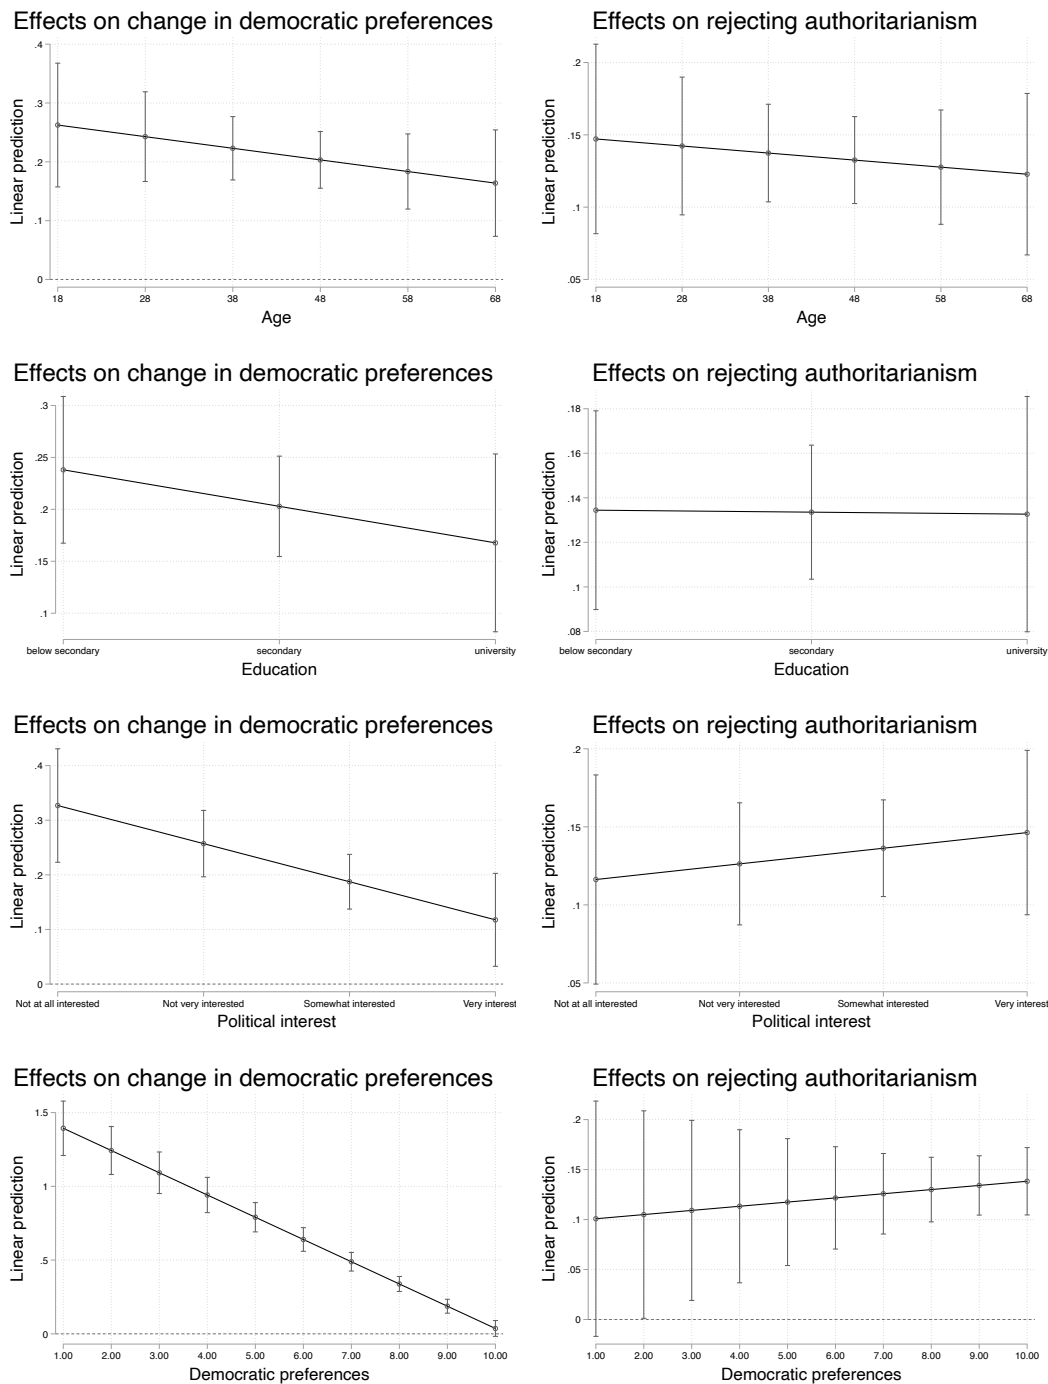 Effects on change in democratic preferences
Linear prediction
.4
.3
.2
.1
0
18 28 38 48 58 68
Age
Effects on rejecting authoritarianism
Linear prediction
.2
.15
.1
.05
18 28 38 48 58 68
Age
Effects on change in democratic preferences
Linear prediction
.3
.25
.2
.15
.1
below secondary secondary university
Education
Effects on rejecting authoritarianism
Linear prediction
.18
.16
.14
.12
.1
.08
below secondary secondary university
Education
Effects on change in democratic preferences
Linear prediction
.4
.3
.2
.1
0
Not at all interested Not very interested Somewhat interested Very interest
Political interest
Effects on rejecting authoritarianism
Linear prediction
.2
.15
.1
.05
Not at all interested Not very interested Somewhat interested Very interest
Political interest
Effects on change in democratic preferences
Linear prediction
1.5
1
.5
0
1.00 2.00 3.00 4.00 5.00 6.00 7.00 8.00 9.00 10.00
Democratic preferences
Effects on rejecting authoritarianism
Linear prediction
.2
.15
.1
.05
0
1.00 2.00 3.00 4.00 5.00 6.00 7.00 8.00 9.00 10.00
Democratic preferences